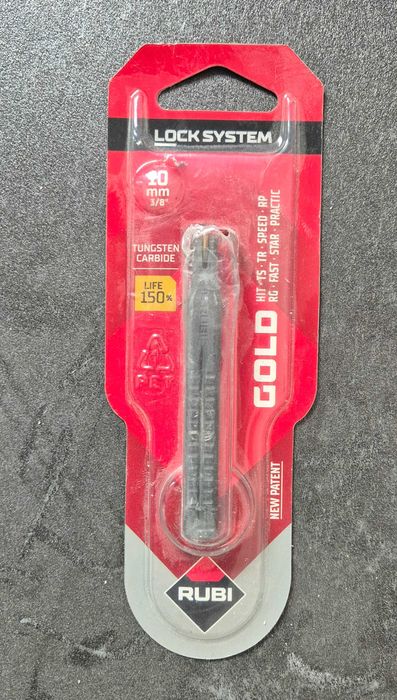 LOCK SYSTEM
10
mm
3/8"
TUNGSTEN
CARBIDE
LIFE
150%
GOLD
HIT · TS · TR · SPEED · RP
RG · FAST · STAR · PRACTIC
PET
NEW PATENT
RUBI